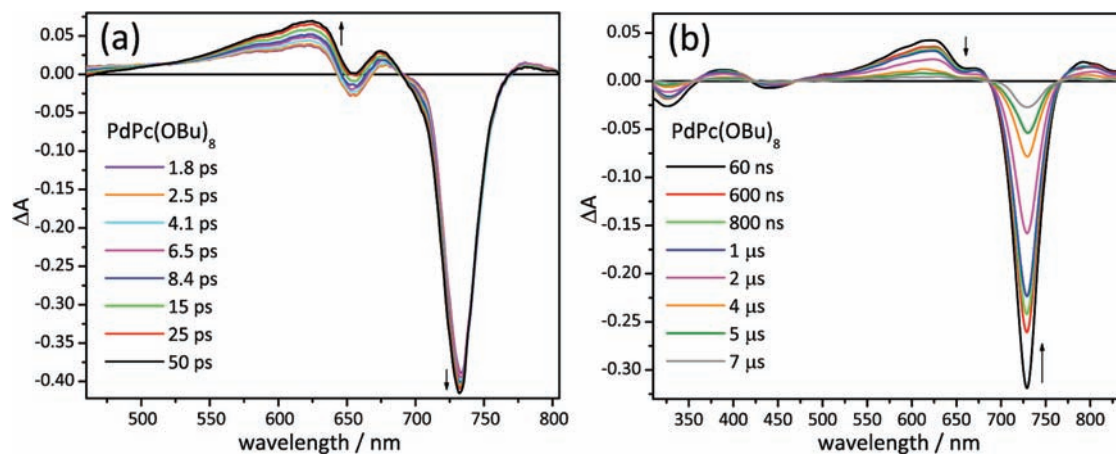 (a)
0.05
0.00
-0.05
-0.10
-0.15
-0.20
-0.25
-0.30
-0.35
-0.40
ΔA
PdPc(OBu)8
1.8 ps
2.5 ps
4.1 ps
6.5 ps
8.4 ps
15 ps
25 ps
50 ps
500 550 600 650 700 750 800
wavelength / nm
(b)
0.05
0.00
-0.05
-0.10
-0.15
-0.20
-0.25
-0.30
ΔA
PdPc(OBu)8
60 ns
600 ns
800 ns
1 μs
2 μs
4 μs
5 μs
7 μs
350 400 450 500 550 600 650 700 750 800
wavelength / nm